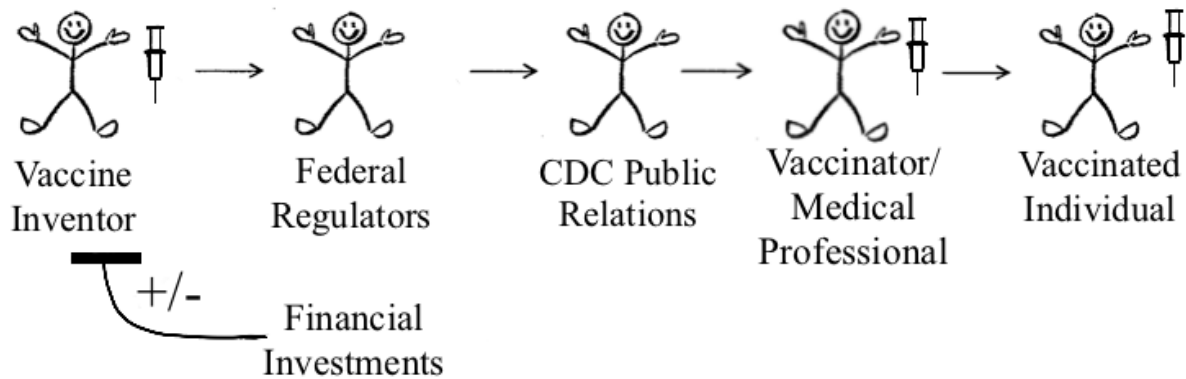 Vaccine
Inventor
Federal
Regulators
CDC Public
Relations
Vaccinator/
Medical
Professional
Vaccinated
Individual
+/-
Financial
Investments